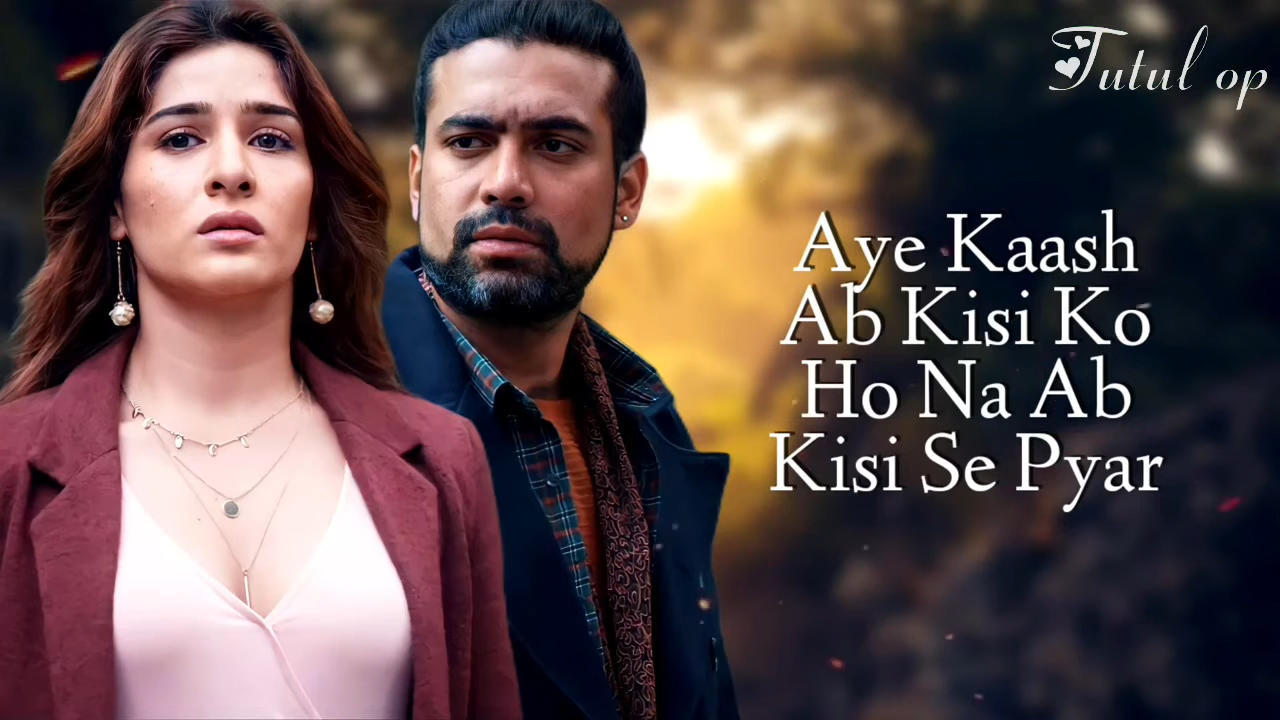 Tutul op
Aye Kaash
Ab Kisi Ko
Ho Na Ab
Kisi Se Pyar